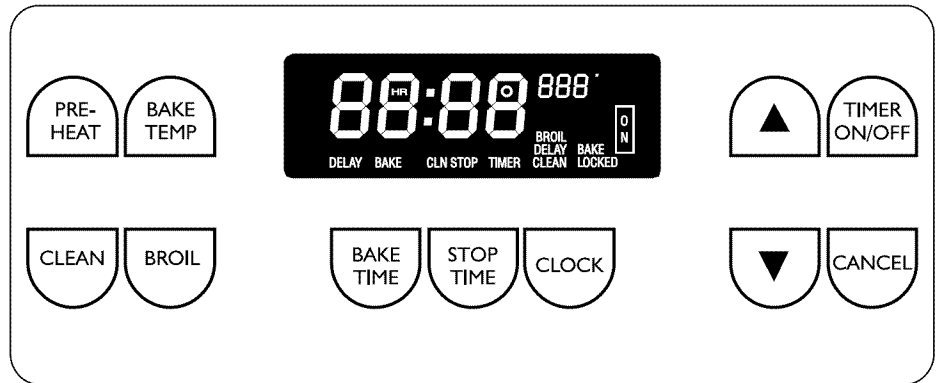 PRE-
HEAT
BAKE
TEMP
88:88
HR
888°
ON
BROIL
DELAY BAKE
DELAY BAKE CLN STOP TIMER CLEAN LOCKED
▲
TIMER
ON/OFF
CLEAN
BROIL
BAKE
TIME
STOP
TIME
CLOCK
▼
CANCEL